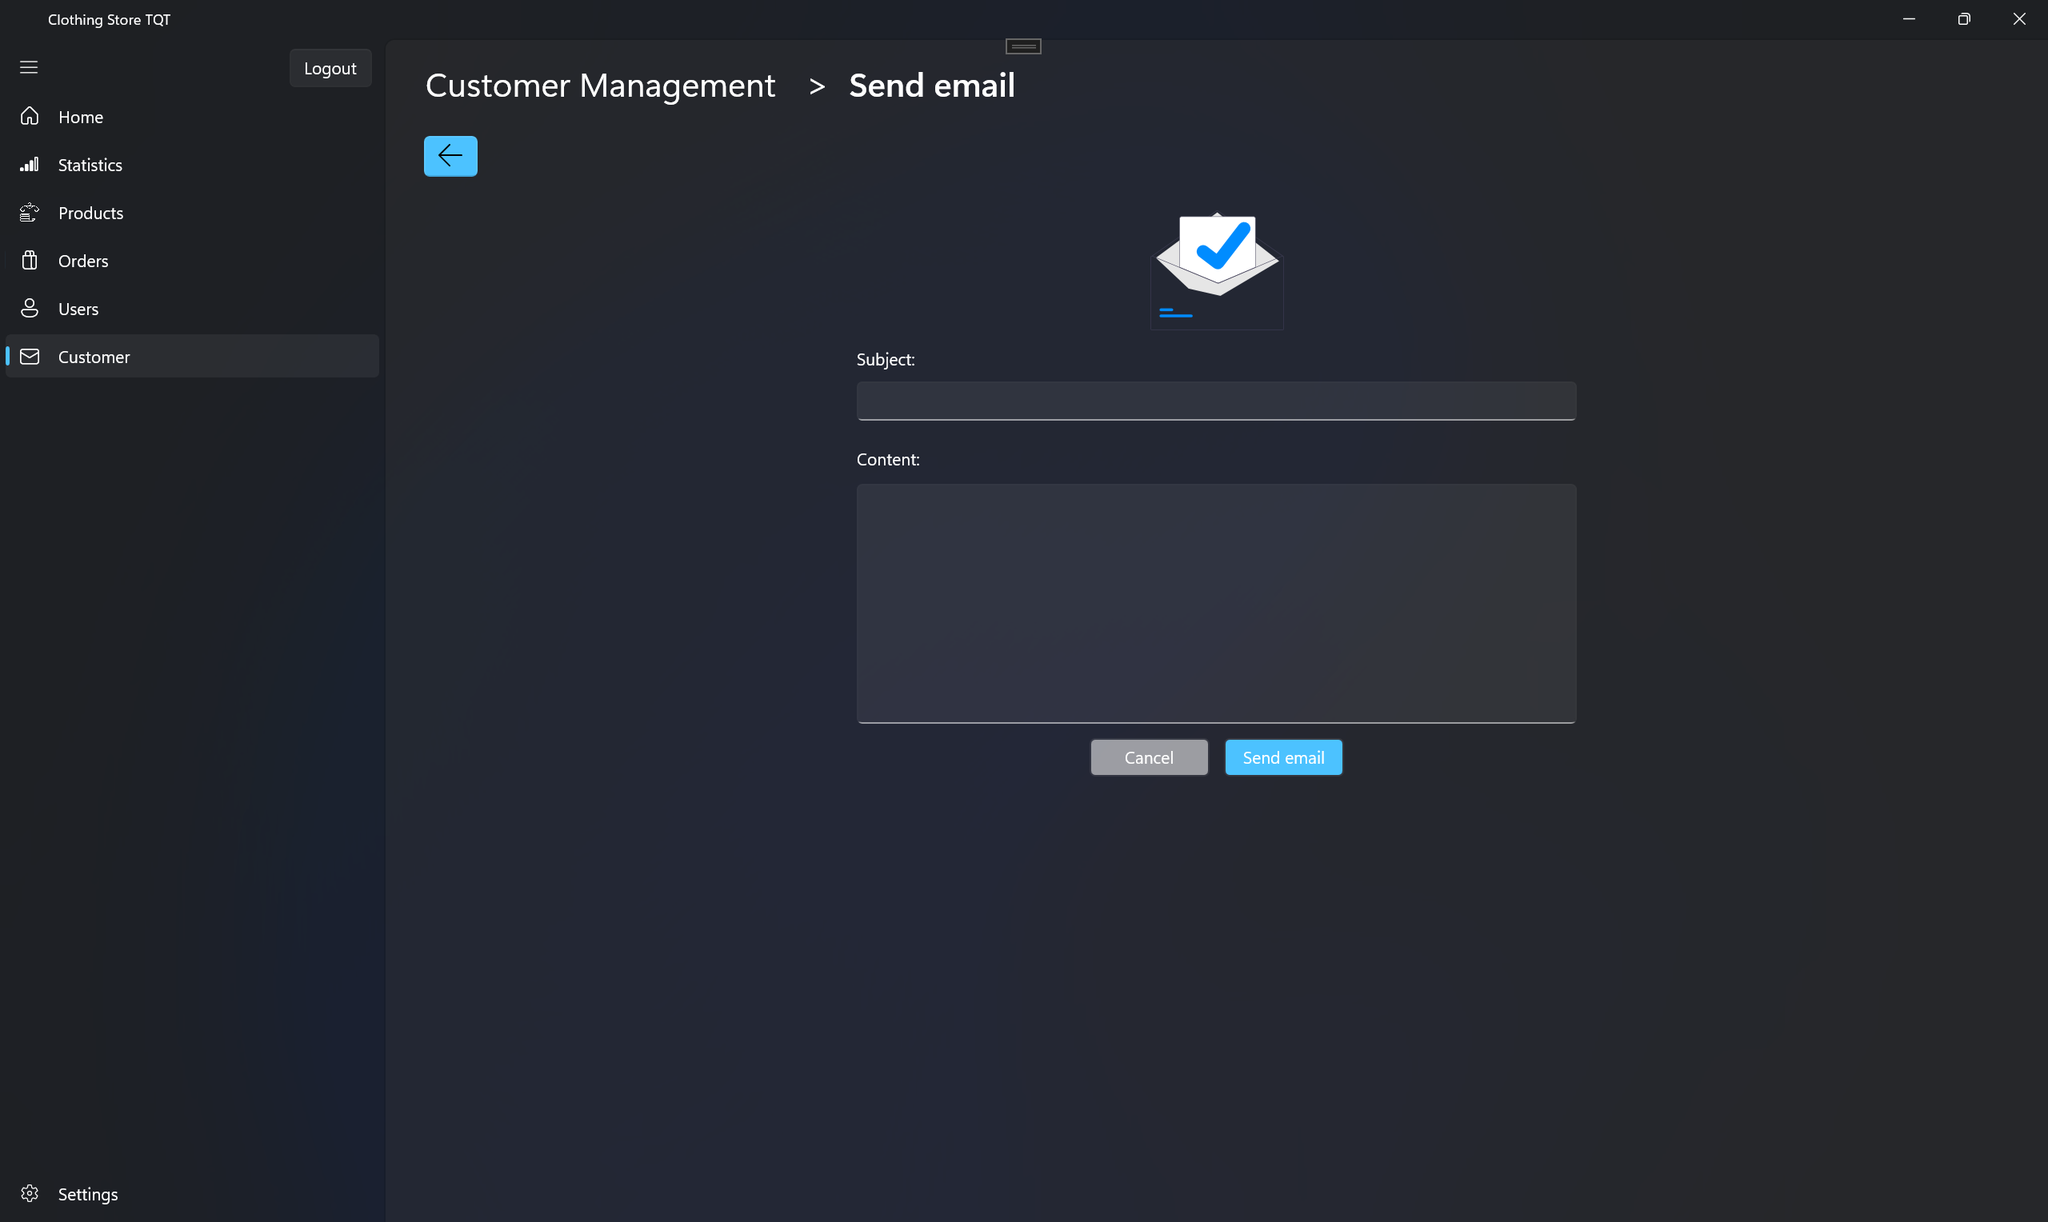 Clothing Store TQT
Logout
Home
Statistics
Products
Orders
Users
Customer
Settings
Customer Management > Send email
Subject:
Content:
Cancel
Send email